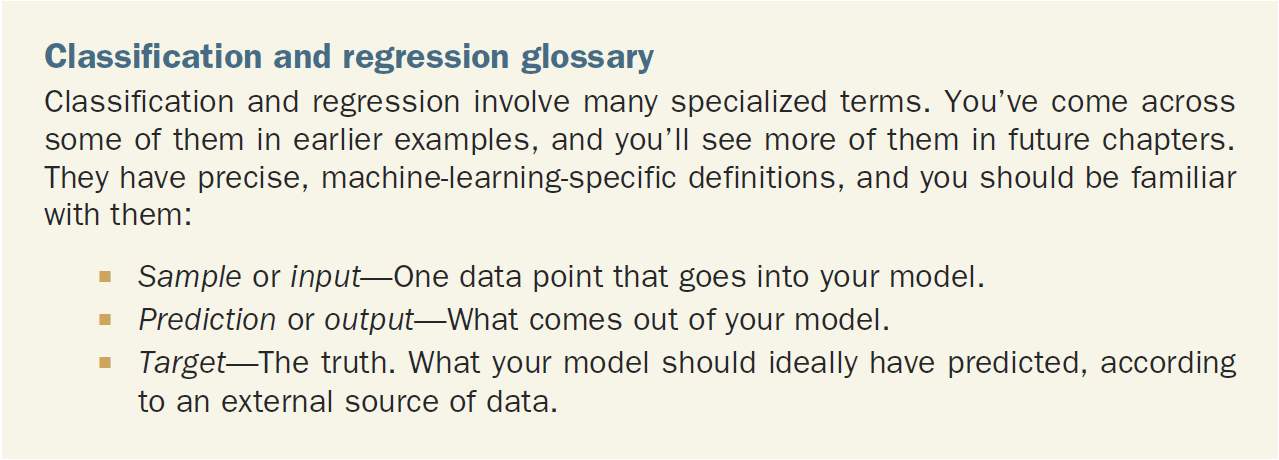 Classification and regression glossary
Classification and regression involve many specialized terms. You’ve come across
some of them in earlier examples, and you’ll see more of them in future chapters.
They have precise, machine-learning-specific definitions, and you should be familiar
with them:
■ Sample or input—One data point that goes into your model.
■ Prediction or output—What comes out of your model.
■ Target—The truth. What your model should ideally have predicted, according
to an external source of data.